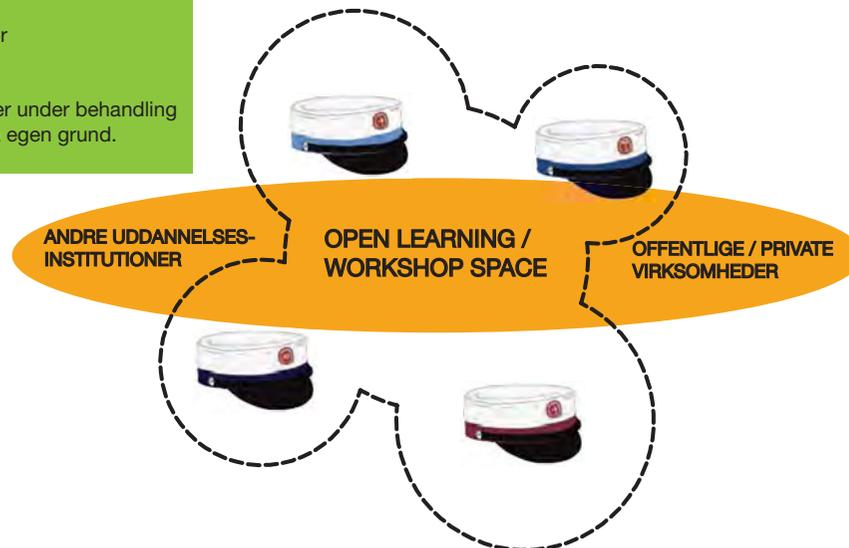 r
er under behandling
egen grund.
ANDRE UDDANNELSES-
INSTITUTIONER
OPEN LEARNING /
WORKSHOP SPACE
OFFENTLIGE / PRIVATE
VIRKSOMHEDER